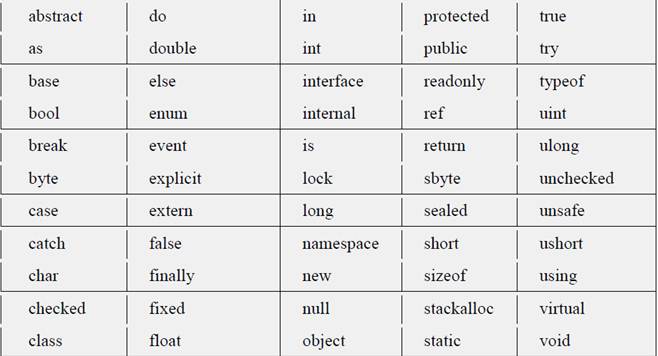 abstract do in protected true
as double int public try
base else interface readonly typeof
bool enum internal ref uint
break event is return ulong
byte explicit lock sbyte unchecked
case extern long sealed unsafe
catch false namespace short ushort
char finally new sizeof using
checked fixed null stackalloc virtual
class float object static void